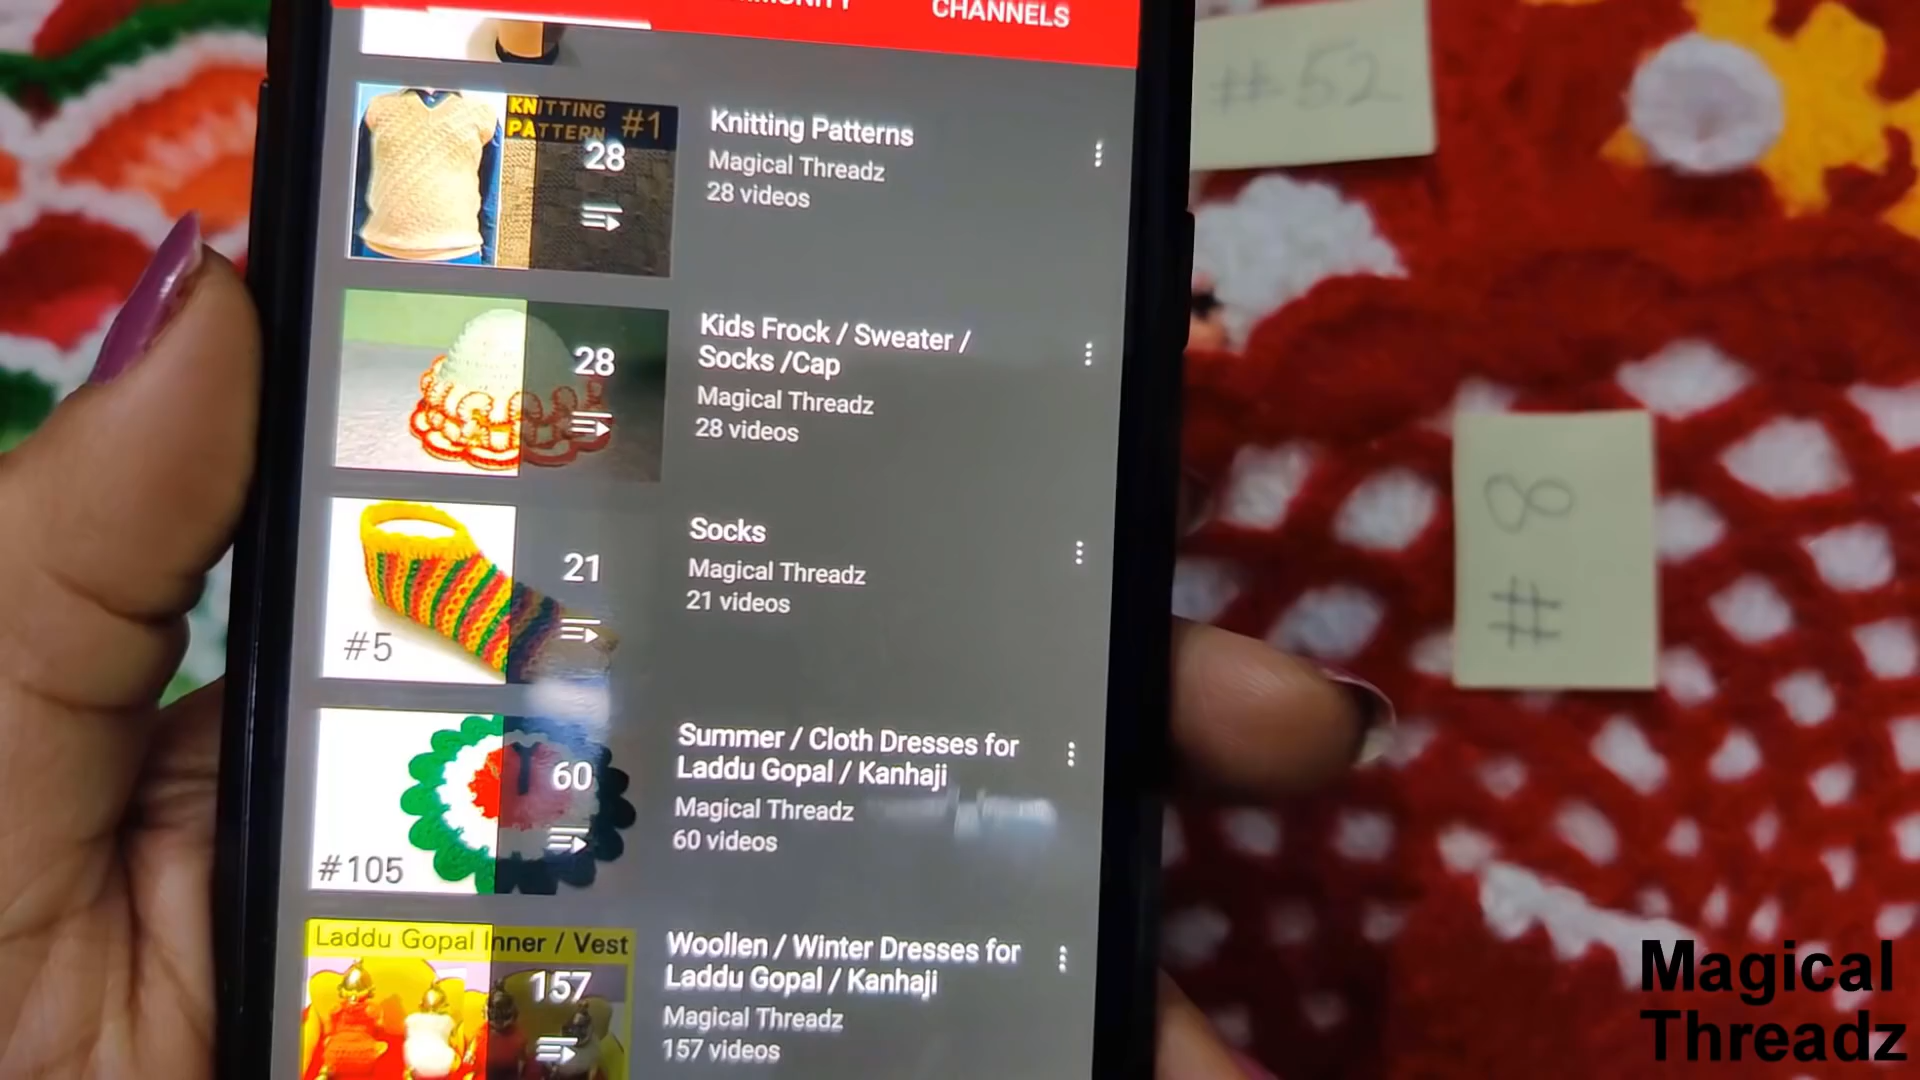 CHANNELS
KNITTING
PATTERN #1
28
Knitting Patterns
Magical Threadz
28 videos
28
Kids Frock / Sweater /
Socks /Cap
Magical Threadz
28 videos
#5
21
Socks
Magical Threadz
21 videos
#105
60
Summer / Cloth Dresses for
Laddu Gopal / Kanhaji
Magical Threadz
60 videos
Laddu Gopal Inner / Vest
157
Woollen / Winter Dresses for
Laddu Gopal / Kanhaji
Magical Threadz
157 videos
#52
#8
Magical
Threadz